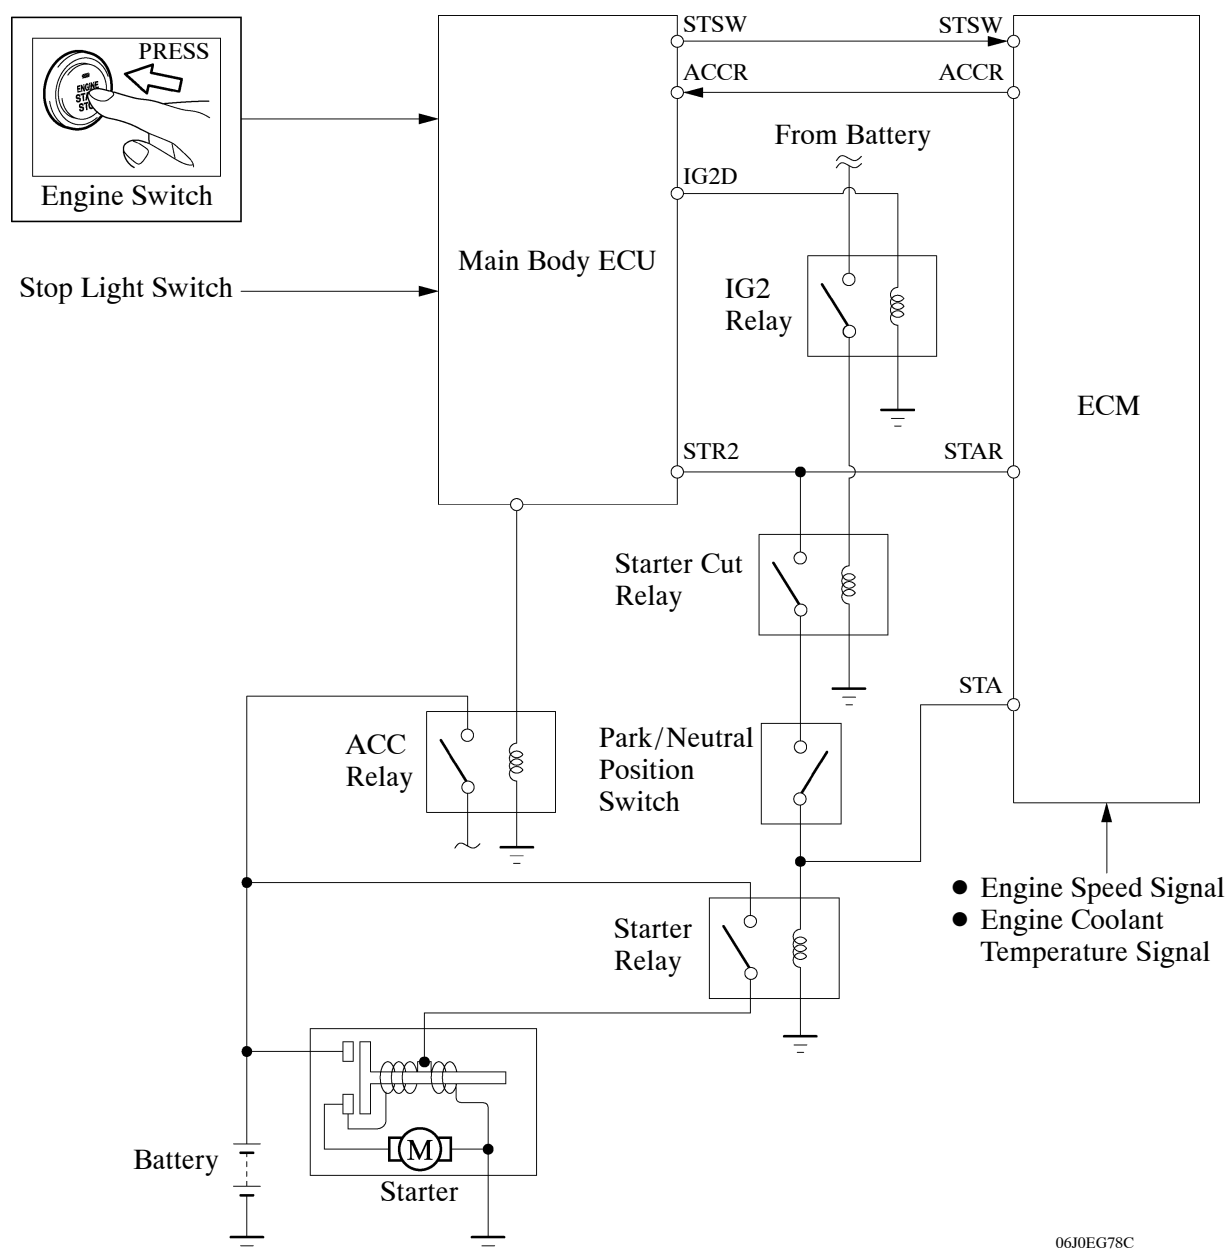 STSW
STSW
PRESS
ACCR
ACCR
ENGINE
From Battery
IG2D
Engine Switch
Main Body ECU
Stop Light Switch
IG2
Relay
ECM
STR2
STAR
Starter Cut
Relay
STA
ACC
Relay
Park/Neutral
Position
Switch
● Engine Speed Signal
● Engine Coolant
Temperature Signal
Starter
Relay
M
Battery
Starter
06J0EG78C